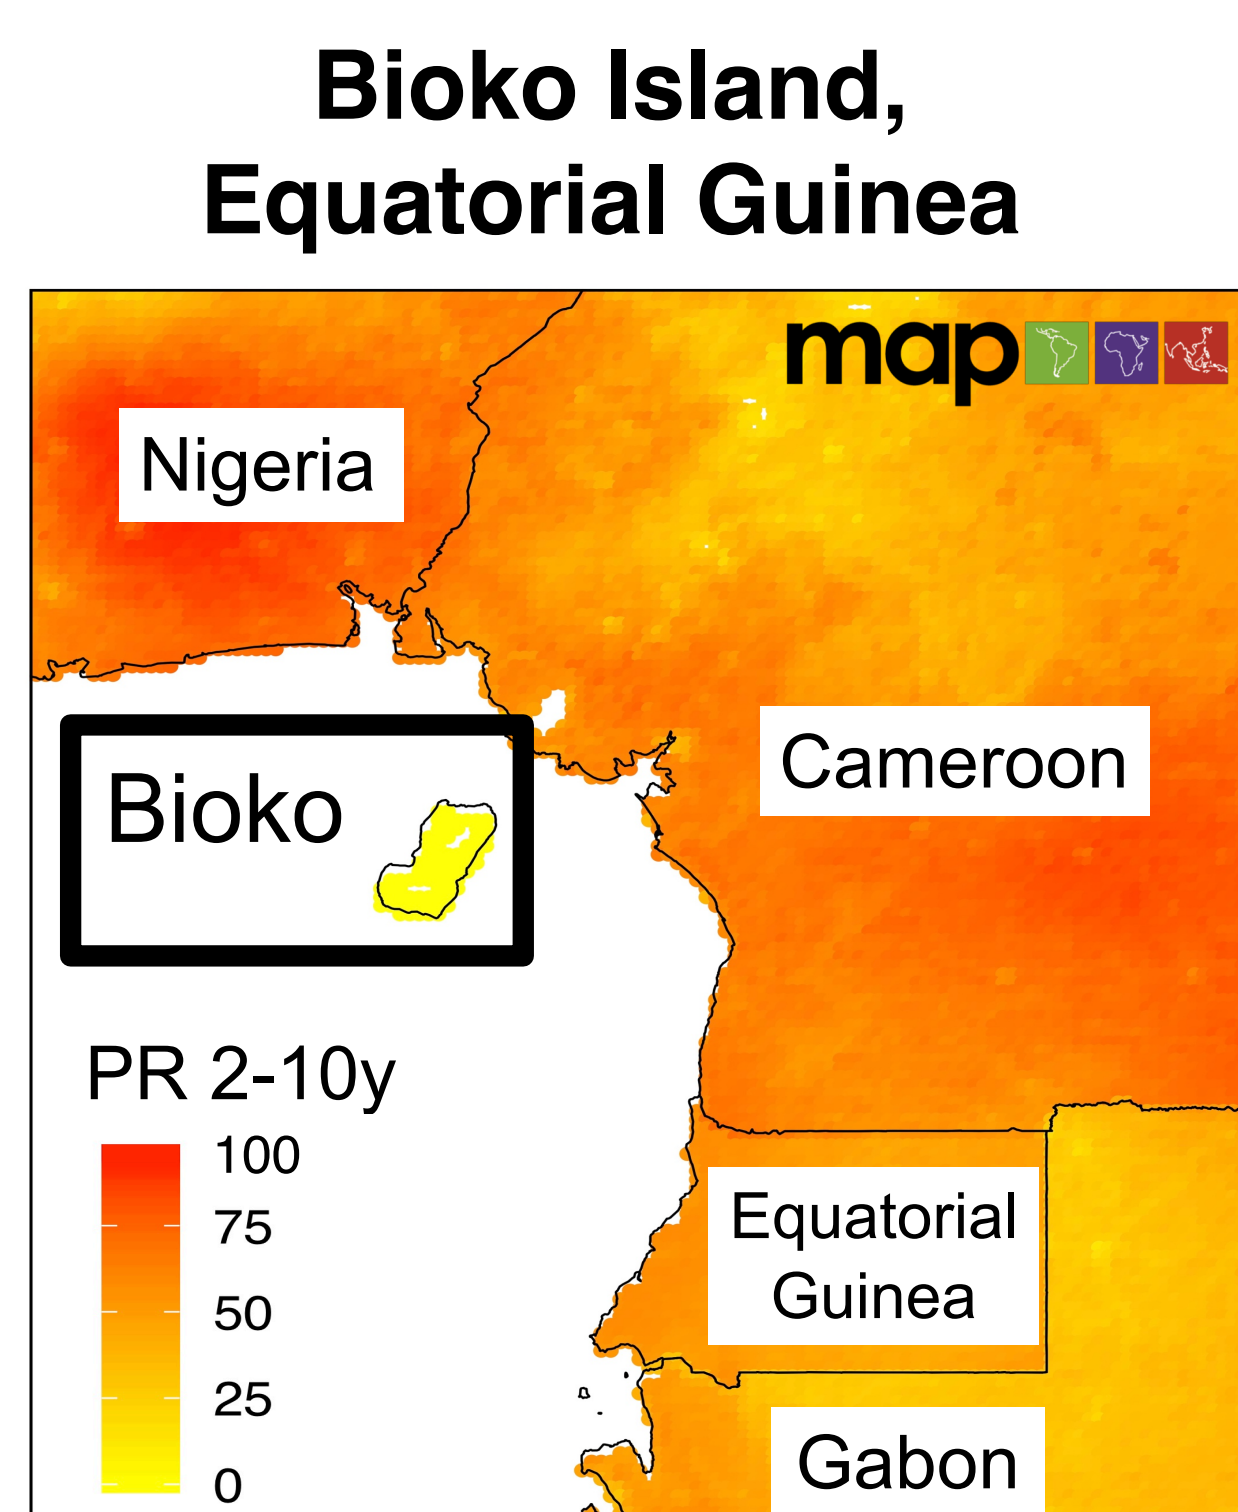 Bioko Island,
Equatorial Guinea
map
Nigeria
Cameroon
Bioko
PR 2-10y
100
75
50
25
0
Equatorial
Guinea
Gabon